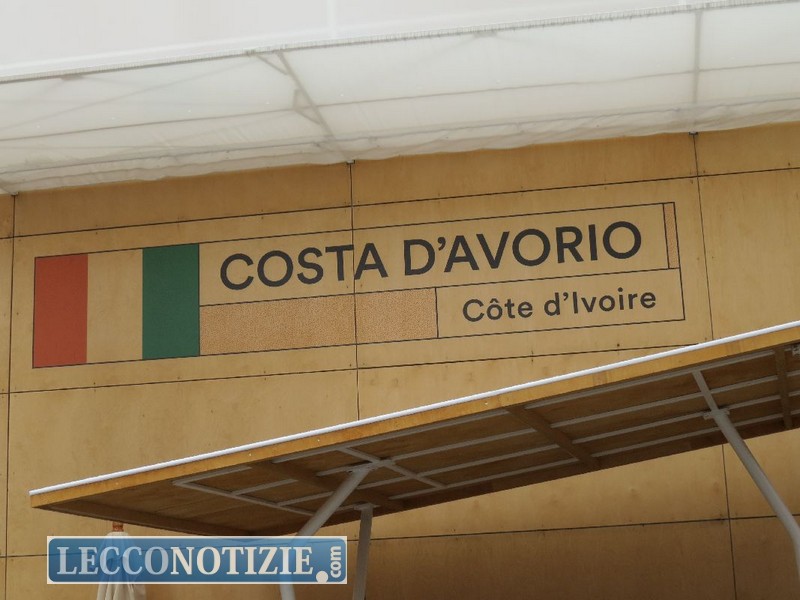 COSTA D'AVORIO
Côte d'Ivoire
LECCONOTIZIE.com